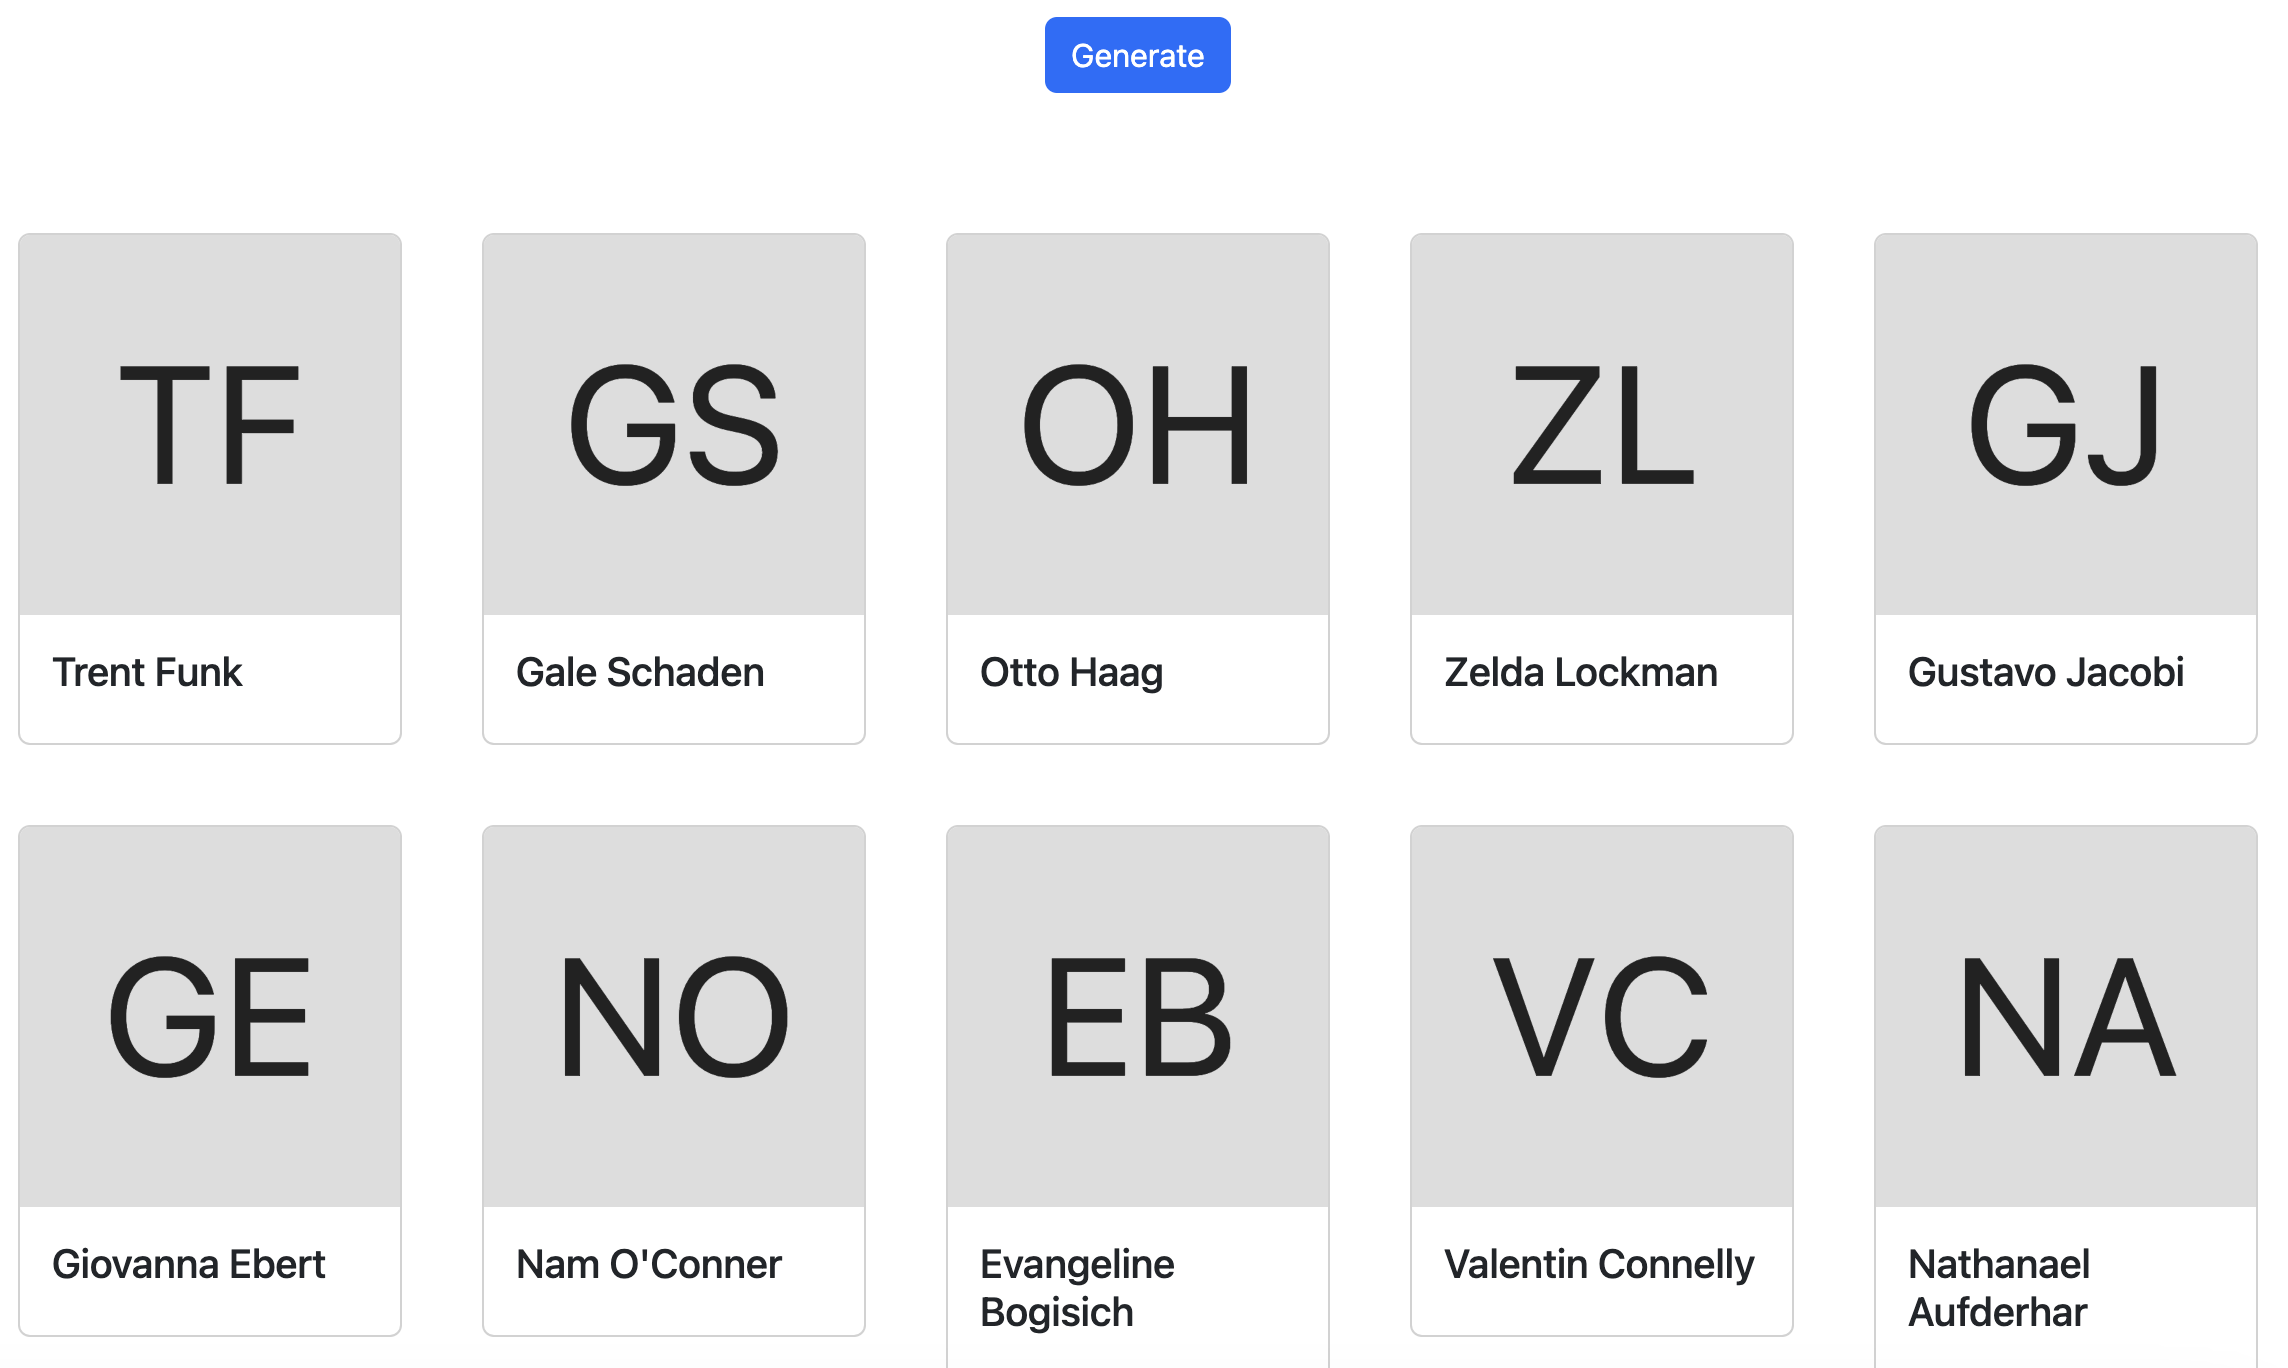 Generate
TF
GS
OH
ZL
GJ
Trent Funk
Gale Schaden
Otto Haag
Zelda Lockman
Gustavo Jacobi
GE
NO
EB
VC
NA
Giovanna Ebert
Nam O'Conner
Evangeline
Bogisich
Valentin Connelly
Nathanael
Aufderhar